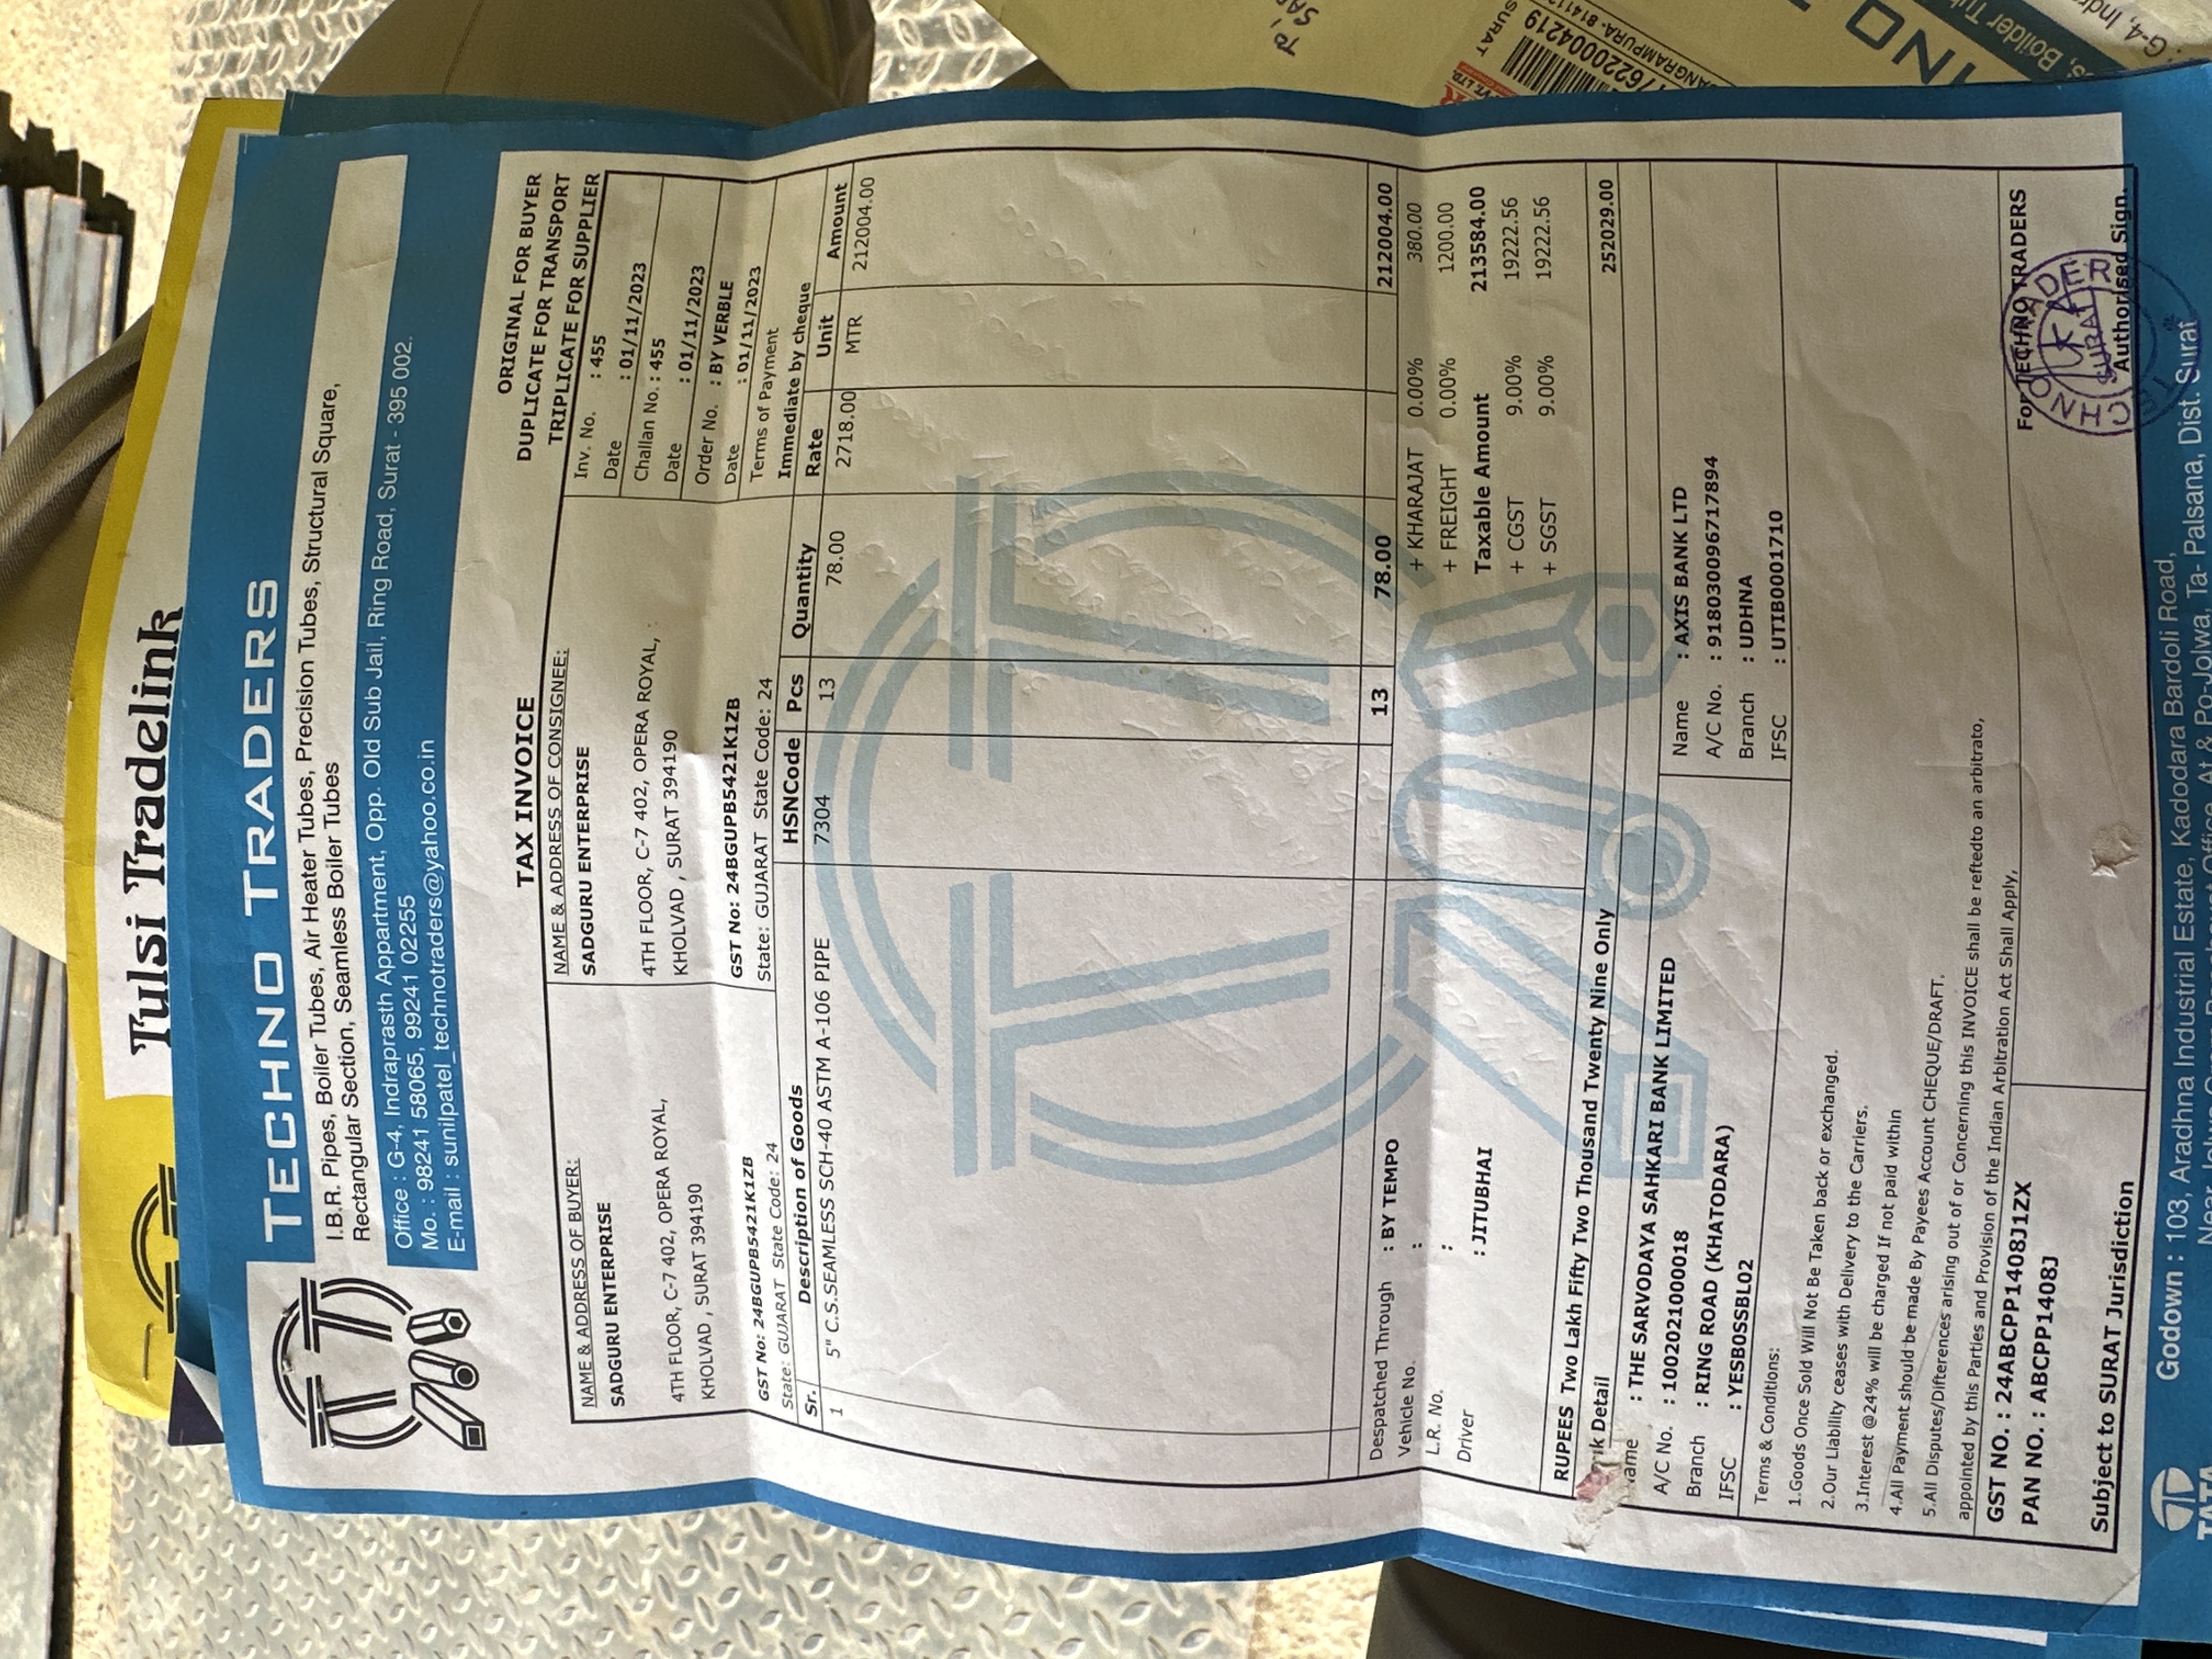 Tulsi Tradelink
TECHNO TRADERS
I.B.R. Pipes, Boiler Tubes, Air Heater Tubes, Precision Tubes, Structural Square,
Rectangular Section, Seamless Boiler Tubes
Office : G-4, Indraprasth Appartment, Opp. Old Sub Jail, Ring Road, Surat - 395 002.
Mo. : 98241 58065, 99241 02255
E-mail : sunilpatel_technotraders@yahoo.co.in
ORIGINAL FOR BUYER
TAX INVOICE
DUPLICATE FOR TRANSPORT
TRIPLICATE FOR SUPPLIER
NAME & ADDRESS OF BUYER:
SADGURU ENTERPRISE
4TH FLOOR, C-7 402, OPERA ROYAL,
KHOLVAD , SURAT 394190
GST No: 24BGUPB5421K1ZB
State: GUJARAT State Code: 24
NAME & ADDRESS OF CONSIGNEE:
SADGURU ENTERPRISE
4TH FLOOR, C-7 402, OPERA ROYAL,
KHOLVAD , SURAT 394190
GST No: 24BGUPB5421K1ZB
State: GUJARAT State Code: 24
Inv. No. : 455
Date : 01/11/2023
Challan No. : 455
Date : 01/11/2023
Order No. : BY VERBLE
Date : 01/11/2023
Terms of Payment
Immediate by cheque
Sr. Description of Goods HSNCode Pcs Quantity Rate Unit Amount
1 5" C.S.SEAMLESS SCH-40 ASTM A-106 PIPE 7304 13 78.00 2718.00 MTR 212004.00
13 78.00 212004.00
Despatched Through : BY TEMPO
Vehicle No. :
L.R. No. :
Driver : JITUBHAI
+ KHARAJAT 0.00% 380.00
+ FREIGHT 0.00% 1200.00
Taxable Amount 213584.00
+ CGST 9.00% 19222.56
+ SGST 9.00% 19222.56
RUPEES Two Lakh Fifty Two Thousand Twenty Nine Only 252029.00
Detail
: THE SARVODAYA SAHKARI BANK LIMITED
A/C No. : 1002021000018
Branch : RING ROAD (KHATODARA)
IFSC : YESB0SSBL02
Name : AXIS BANK LTD
A/C No. : 918030096717894
Branch : UDHNA
IFSC : UTIB0001710
Terms & Conditions:
1.Goods Once Sold Will Not Be Taken back or exchanged.
2.Our Liability ceases with Delivery to the Carriers.
3.Interest @24% will be charged If not paid within
4.All Payment should be made By Payees Account CHEQUE/DRAFT.
5.All Disputes/Difterences arising out of or Concerning this INVOICE shall be reftedto an arbitrato,
appointed by this Parties and Provision of the Indian Arbitration Act Shall Apply,
GST NO. : 24ABCPP1408J1ZX
PAN NO. : ABCPP1408J
Subject to SURAT Jurisdiction
For TECHNO TRADERS
TECHNO TRADERS
SURAT
Authorised Sign.
TATA
Godown : 103, Aradhna Industrial Estate, Kadodara Bardoli Road,
Near Jolwa Gram Panchayat Office, At & Po-Jolwa, Ta- Palsana, Dist. Surat
TO,
SURAT